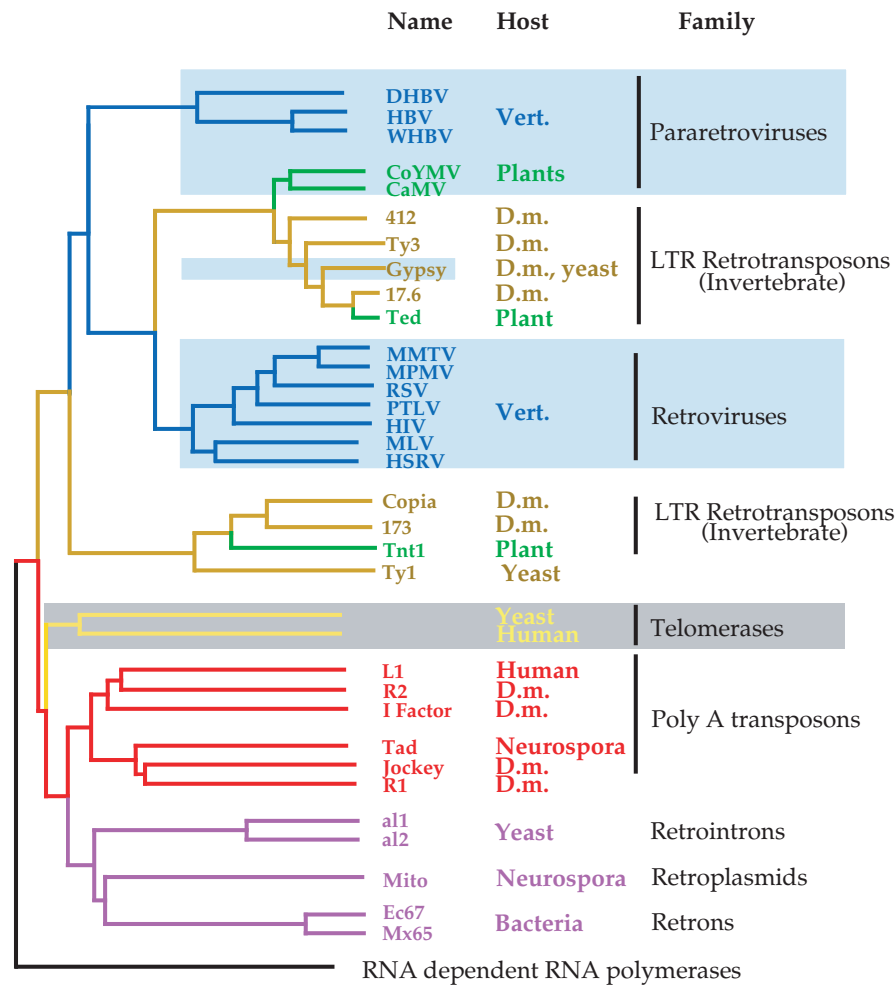 Name Host Family
DHBV
HBV Vert.
WHBV
Pararetroviruses
CoYMV Plants
CaMV
412 D.m.
Ty3 D.m.
LTR Retrotransposons
Gypsy D.m., yeast
(Invertebrate)
17.6 D.m.
Ted Plant
MMTV
MPMV
RSV
PTLV Vert.
Retroviruses
HIV
MLV
HSRV
Copia D.m.
LTR Retrotransposons
173 D.m.
(Invertebrate)
Tnt1 Plant
Ty1 Yeast
Yeast
Telomerases
Human
L1 Human
R2 D.m.
I Factor D.m.
Poly A transposons
Tad Neurospora
Jockey D.m.
R1 D.m.
al1
Yeast Retrointrons
al2
Mito Neurospora Retroplasmids
Ec67
Bacteria Retrons
Mx65
RNA dependent RNA polymerases